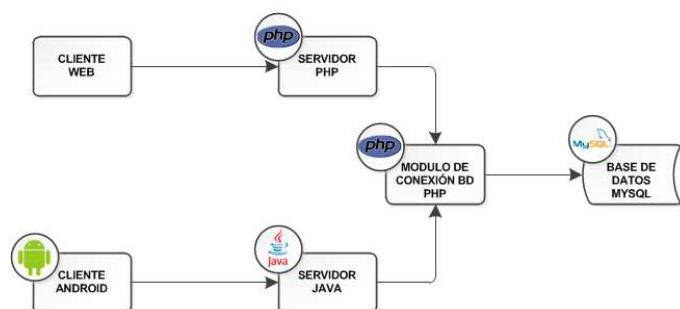 php
CLIENTE
WEB
SERVIDOR
PHP
php
MODULO DE
CONEXIÓN BD
PHP
MySQL
BASE DE
DATOS
MYSQL
CLIENTE
ANDROID
Java
SERVIDOR
JAVA